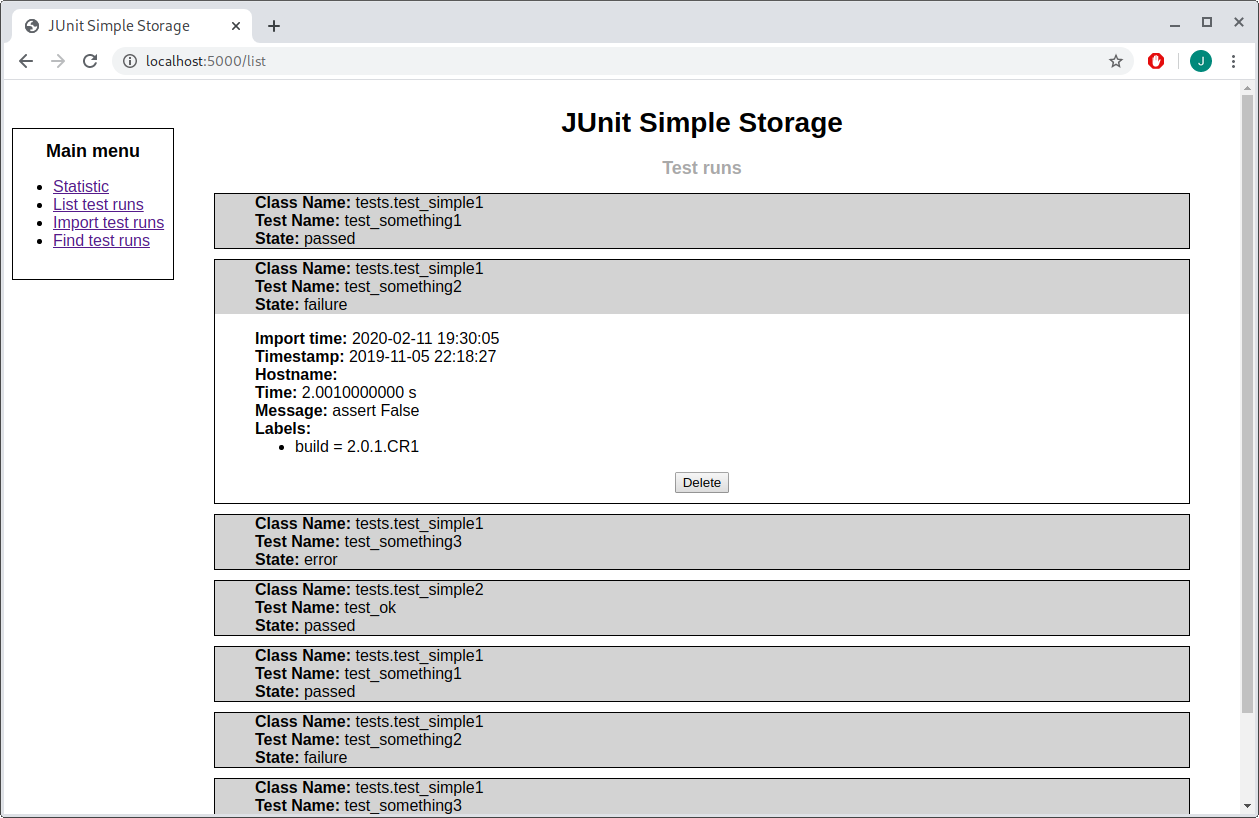 JUnit Simple Storage
localhost:5000/list
J
JUnit Simple Storage
Main menu
Statistic
List test runs
Import test runs
Find test runs
Test runs
Class Name: tests.test_simple1
Test Name: test_something1
State: passed
Class Name: tests.test_simple1
Test Name: test_something2
State: failure
Import time: 2020-02-11 19:30:05
Timestamp: 2019-11-05 22:18:27
Hostname:
Time: 2.0010000000 s
Message: assert False
Labels:
build = 2.0.1.CR1
Delete
Class Name: tests.test_simple1
Test Name: test_something3
State: error
Class Name: tests.test_simple2
Test Name: test_ok
State: passed
Class Name: tests.test_simple1
Test Name: test_something1
State: passed
Class Name: tests.test_simple1
Test Name: test_something2
State: failure
Class Name: tests.test_simple1
Test Name: test_something3